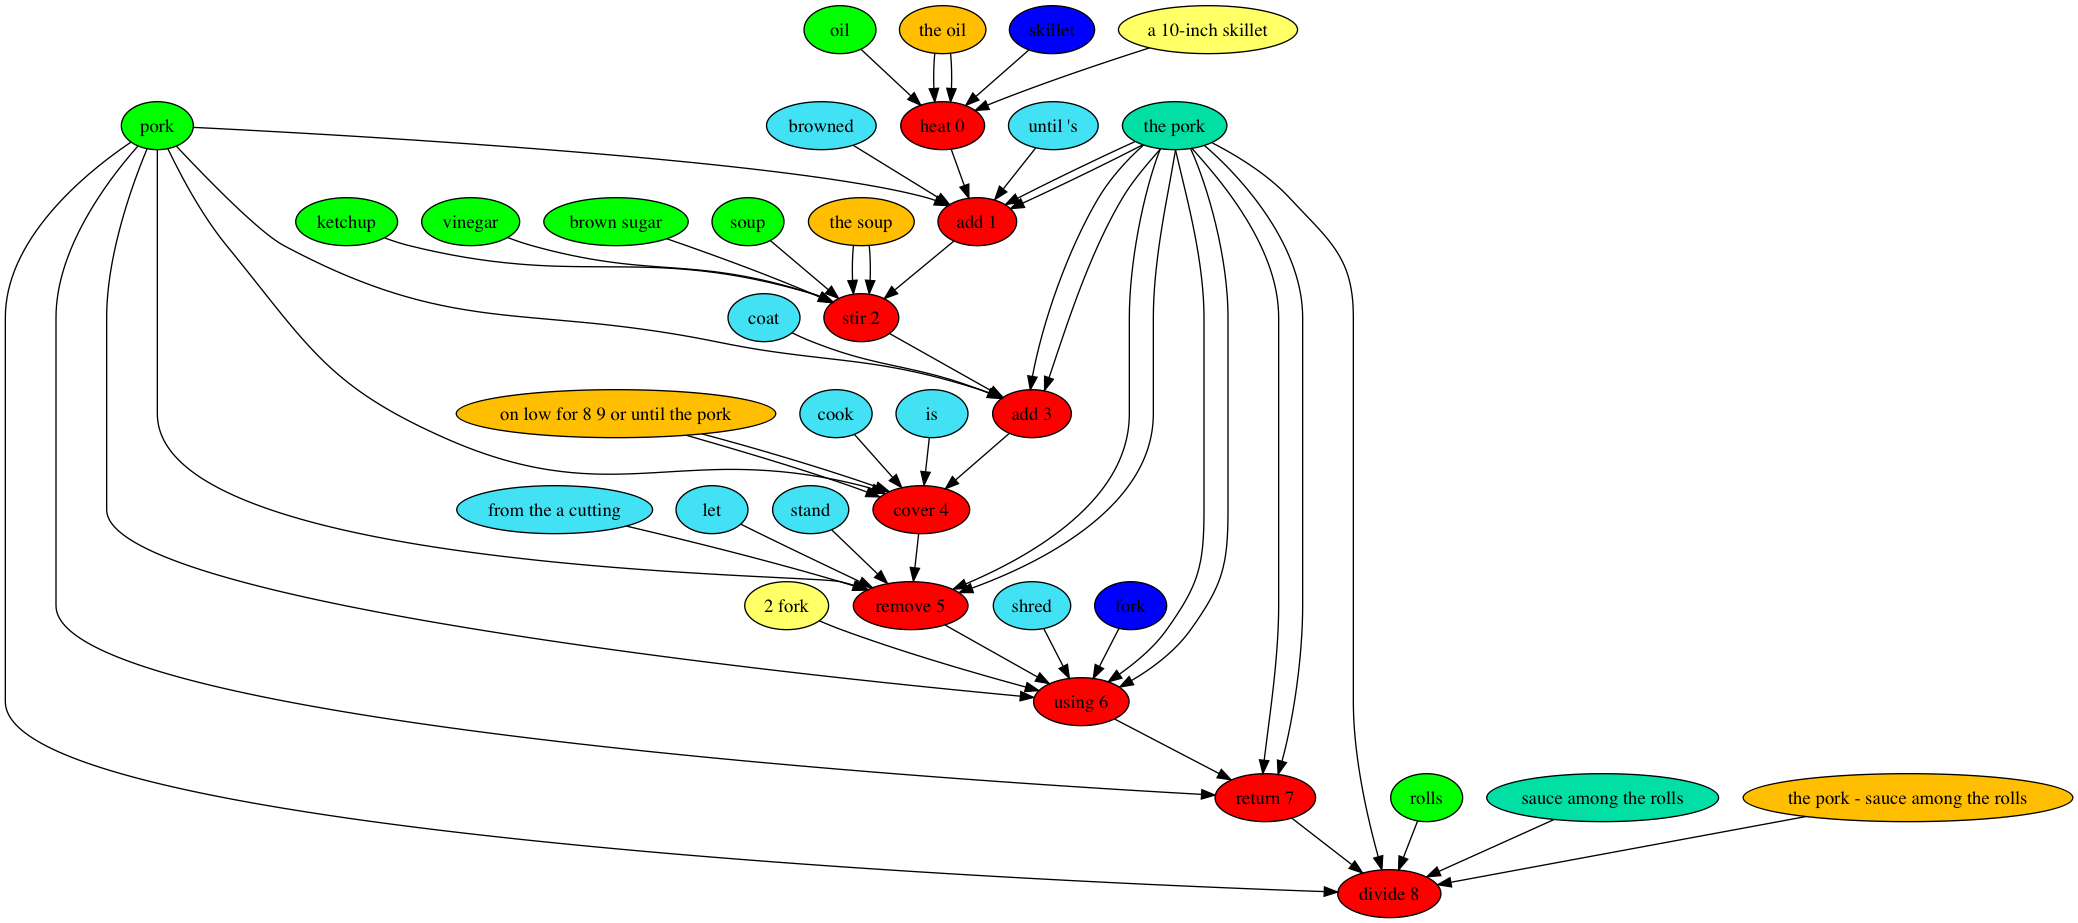 oil
the oil
skillet
a 10-inch skillet
pork
browned
heat 0
until 's
the pork
ketchup
vinegar
brown sugar
soup
the soup
add 1
coat
stir 2
on low for 8 9 or until the pork
cook
is
add 3
from the a cutting
let
stand
cover 4
2 fork
remove 5
shred
fork
using 6
return 7
rolls
sauce among the rolls
the pork - sauce among the rolls
divide 8